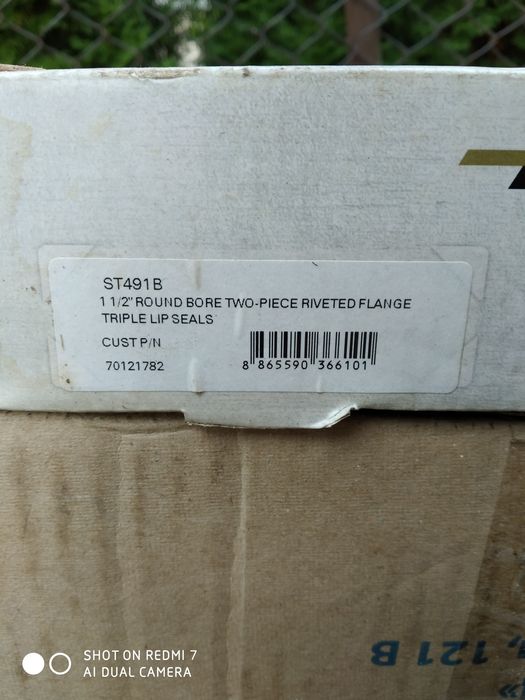 ST491B
1 1/2" ROUND BORE TWO-PIECE RIVETED FLANGE
TRIPLE LIP SEALS
CUST P/N
70121782
8 865590 366101
121 B
SHOT ON REDMI 7
AI DUAL CAMERA